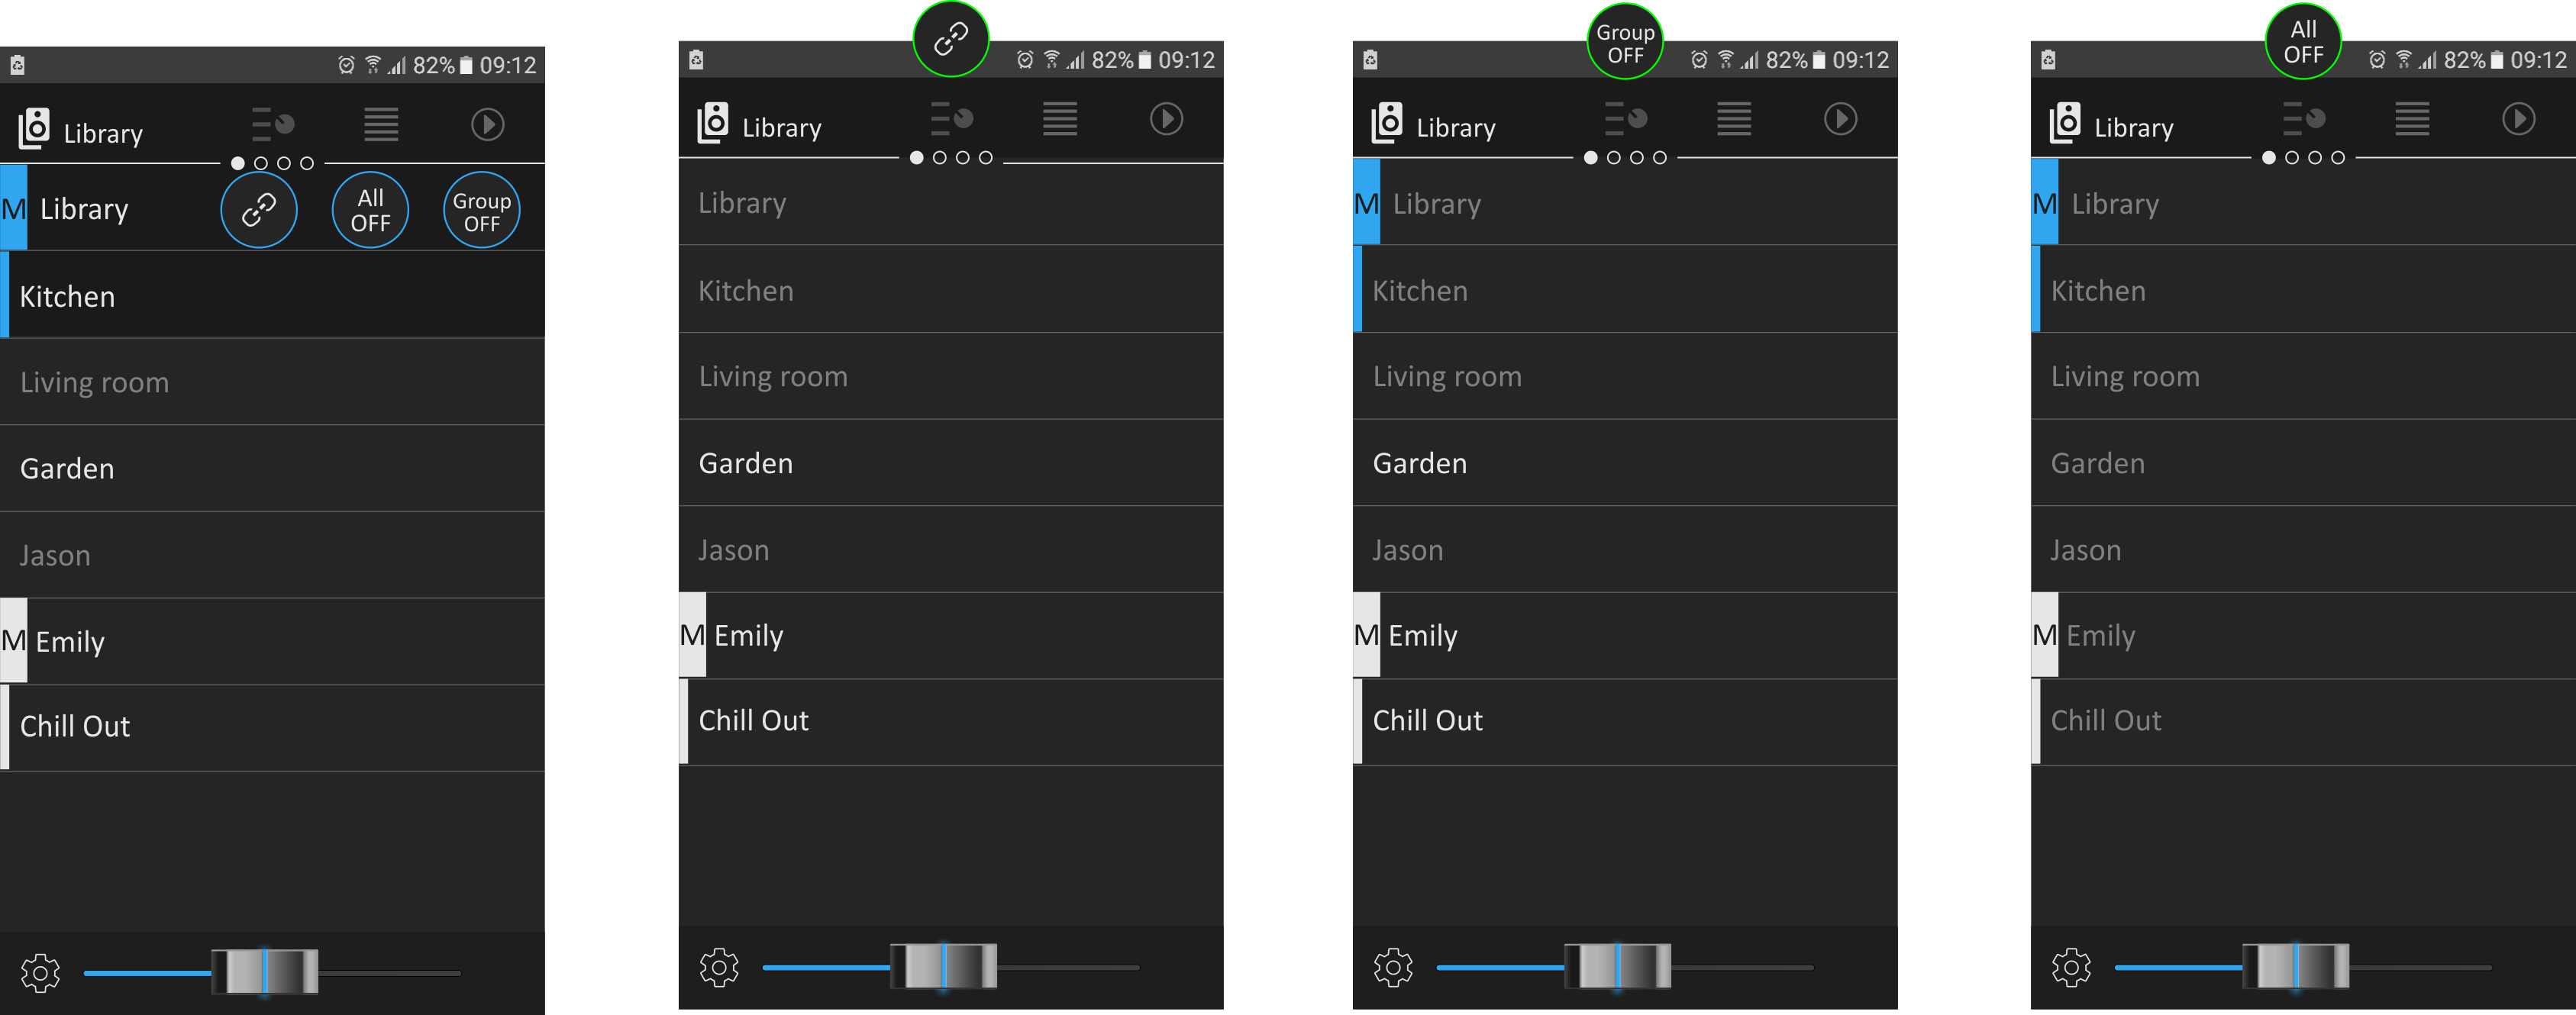 82% 09:12
Library
M Library
All
OFF
Group
OFF
Kitchen
Living room
Garden
Jason
M Emily
Chill Out
82% 09:12
Library
Library
Kitchen
Living room
Garden
Jason
M Emily
Chill Out
Group
OFF
82% 09:12
Library
M Library
Kitchen
Living room
Garden
Jason
M Emily
Chill Out
All
OFF
82% 09:12
Library
M Library
Kitchen
Living room
Garden
Jason
M Emily
Chill Out